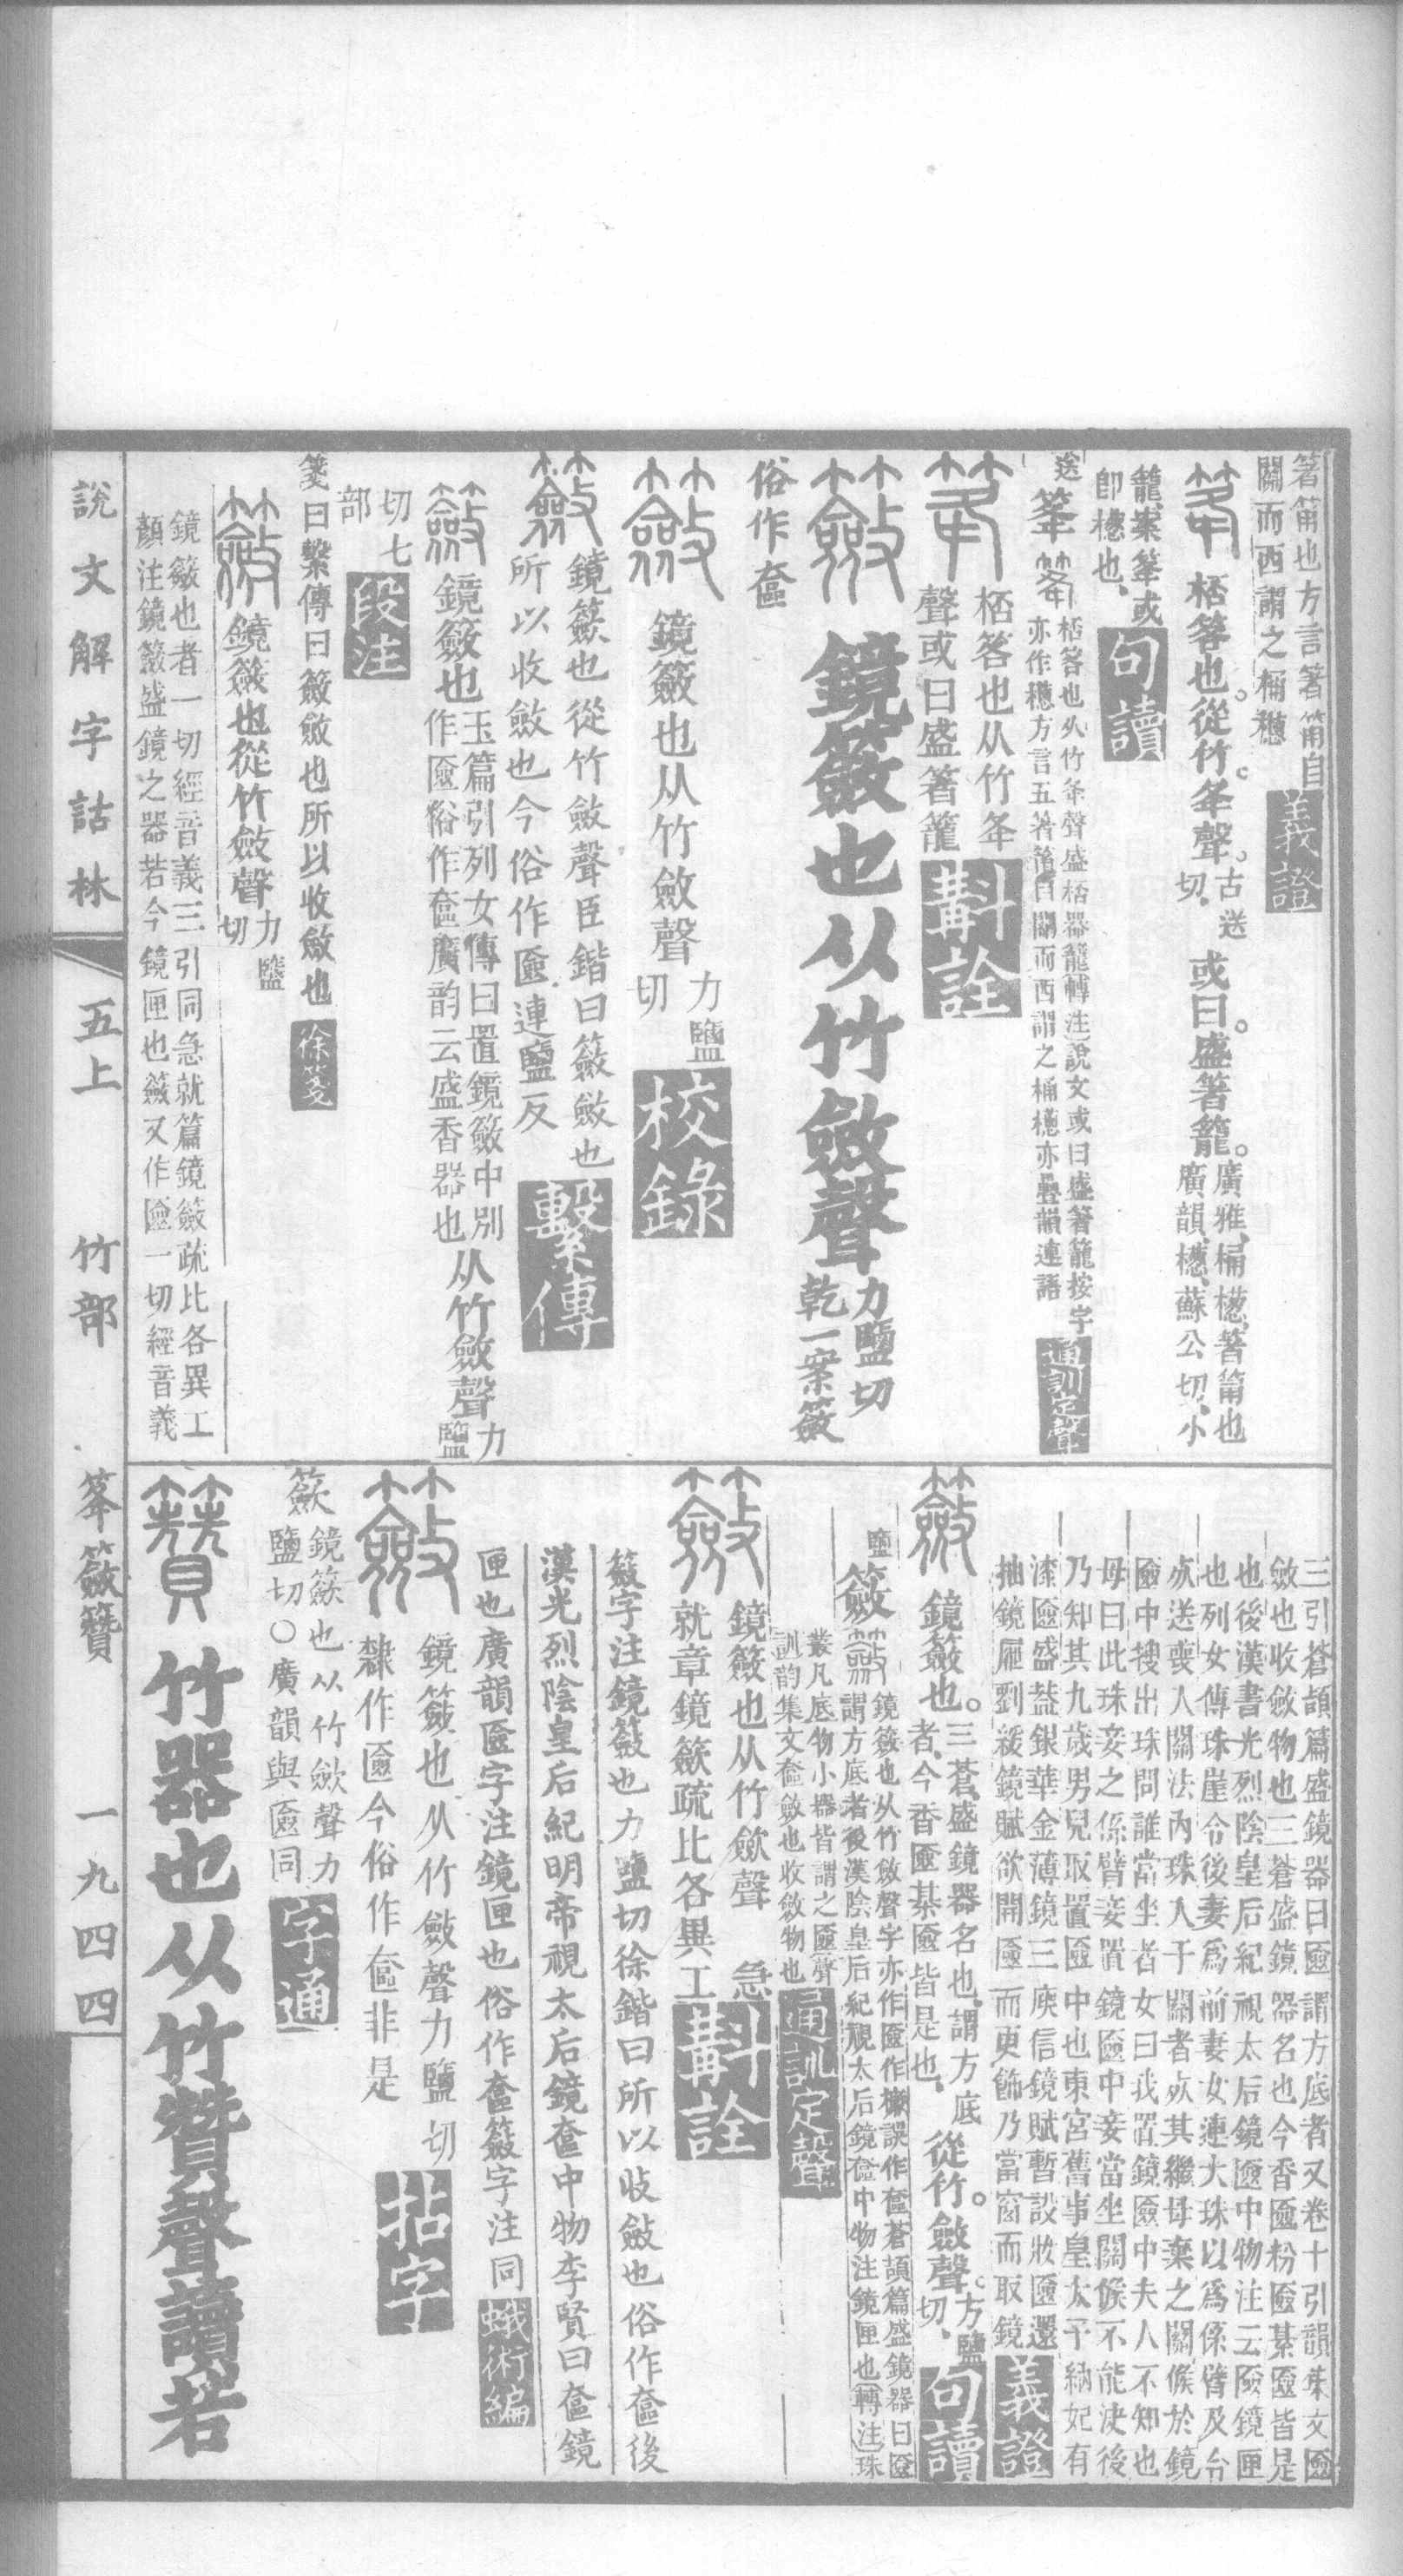 箸筩也方言箸筩自
關而西謂之桶檧
義證
桮笿也。從竹夅聲。古送
切。
或曰。盛箸籠。廣雅桶檧、箸筩也
廣韻、檧、蘇公切、小
籠、案䇨或
卽檧也、
句讀
送
䇨
桮笿也从竹夅聲盛桮器籠轉注說文或曰盛箸籠按字
亦作檧方言五箸筩自關而西謂之桶檧亦疊韻連語
通訓定聲
桮笿也从竹夅
聲或曰盛箸籠
斠詮
鏡籢也从竹斂聲
力鹽切
乾一案籢
俗作奩
鏡籢也从竹斂聲
力鹽
切
校錄
鏡籢也從竹斂聲臣鍇曰籢斂也
所以收斂也今俗作匳連鹽反
繫傳
鏡籢也
玉篇引列女傳曰置鏡籢中別
作匳俗作奩廣韵云盛香器也
从竹斂聲
力鹽
切七
部
段注
箋曰繫傳曰籢斂也所以收斂也
徐箋
鏡籢也從竹斂聲
力鹽
切
鏡籢也者一切經音義三引同急就篇鏡籢疏比各異工
顏注鏡籢盛鏡之器若今鏡匣也籢又作匳一切經音義
三引蒼頡篇盛鏡器曰匳謂方底者又卷十引韻集文匳
斂也收斂物也三蒼盛鏡器名也今香匳粉匳棊匳皆是
也後漢書光烈陰皇后紀視太后鏡匳中物注云匳鏡匣
也列女傳珠崖令後妻爲前妻女連大珠以爲係臂及令
死送喪人關法內珠入于關者死其繼母棄之關候於鏡
匳中搜出珠問誰當坐者女曰我置鏡匳中夫人不知也
母曰此珠妾之係臂妾置鏡匳中妾當坐關候不能決後
乃知其九歲男兒取置匳中也東宮舊事皇太子納妃有
漆匳盛葢銀華金薄鏡三庾信鏡賦暫設妝匳還
抽鏡屜劉緩鏡賦欲開匳而更飾乃當窗而取鏡
義證
鏡籢也。
三蒼、盛鏡器名也、謂方底
者、今香匳棊匳皆是也、
從竹。斂聲。
方鹽
切、
句讀
鹽
籢
鏡籢也从竹斂聲字亦作匳作㯬誤作奩蒼頡篇盛鏡器曰匳
謂方底者後漢陰皇后紀視太后鏡奩中物注鏡匣也轉注珠
叢凡底物小器皆謂之匳聲
訓韵集文奩斂也收斂物也
通訓定聲
鏡籢也从竹斂聲 急
就章鏡籢疏比各異工
斠詮
籢字注鏡籢也力鹽切徐鍇曰所以收斂也俗作奩後
漢光烈陰皇后紀明帝視太后鏡奩中物李賢曰奩鏡
匣也廣韻匳字注鏡匣也俗作奩籢字注同
蛾術編
鏡籢也从竹斂聲力鹽切
隸作匳今俗作奩非是
拈字
籢
鏡籢也从竹斂聲力
鹽切○廣韻與匳同
字通
竹器也从竹贊聲讀若
說文解字詁林
五上
竹部
䇨籢籫
一九四四